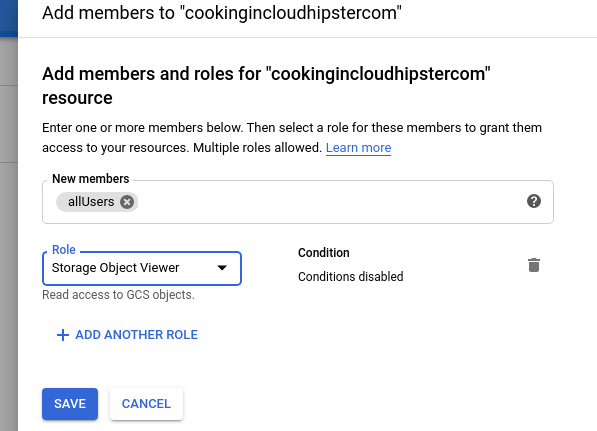 Add members to "cookingincloudhipstercom"
Add members and roles for "cookingincloudhipstercom"
resource
Enter one or more members below. Then select a role for these members to grant them
access to your resources. Multiple roles allowed. Learn more
New members
allUsers
Role
Storage Object Viewer
Read access to GCS objects.
Condition
Conditions disabled
ADD ANOTHER ROLE
SAVE
CANCEL